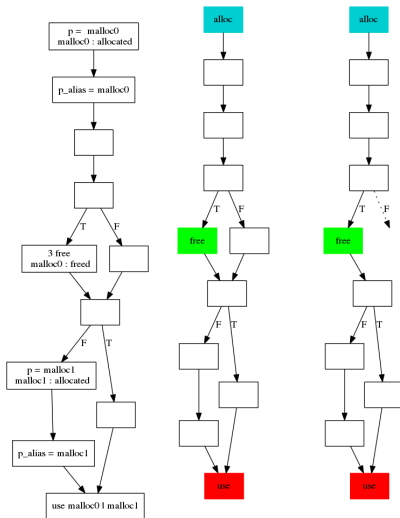 p = malloc0
malloc0 : allocated
p_alias = malloc0
T
F
3 free
malloc0 : freed
F
T
p = malloc1
malloc1 : allocated
p_alias = malloc1
use malloc0 | malloc1
alloc
T
F
free
F
T
use
alloc
T
F
free
F
T
use